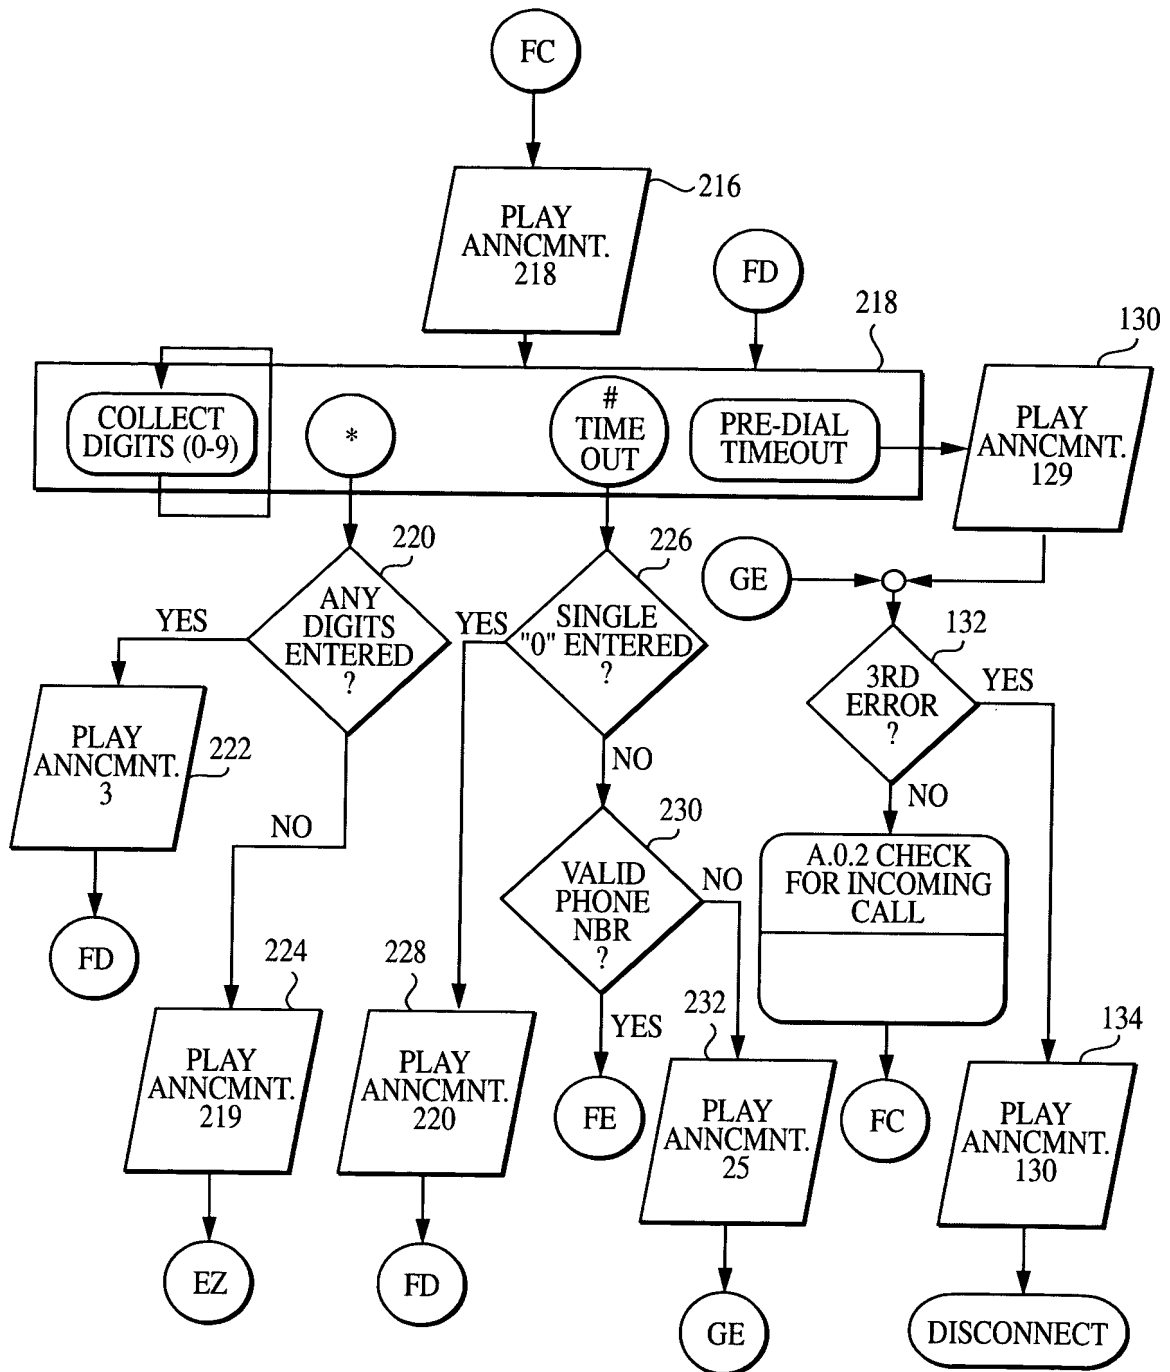 FC
PLAY
ANNCMNT.
218
216
FD
218
130
COLLECT
DIGITS (0-9)
*
#
TIME
OUT
PRE-DIAL
TIMEOUT
PLAY
ANNCMNT.
129
220
ANY
DIGITS
ENTERED
?
YES
226
SINGLE
"0" ENTERED
?
YES
GE
132
3RD
ERROR
?
YES
PLAY
ANNCMNT.
3
222
NO
NO
NO
230
VALID
PHONE
NBR
?
NO
A.0.2 CHECK
FOR INCOMING
CALL
FD
224
228
YES
232
134
PLAY
ANNCMNT.
219
PLAY
ANNCMNT.
220
FE
PLAY
ANNCMNT.
25
FC
PLAY
ANNCMNT.
130
EZ
FD
GE
DISCONNECT